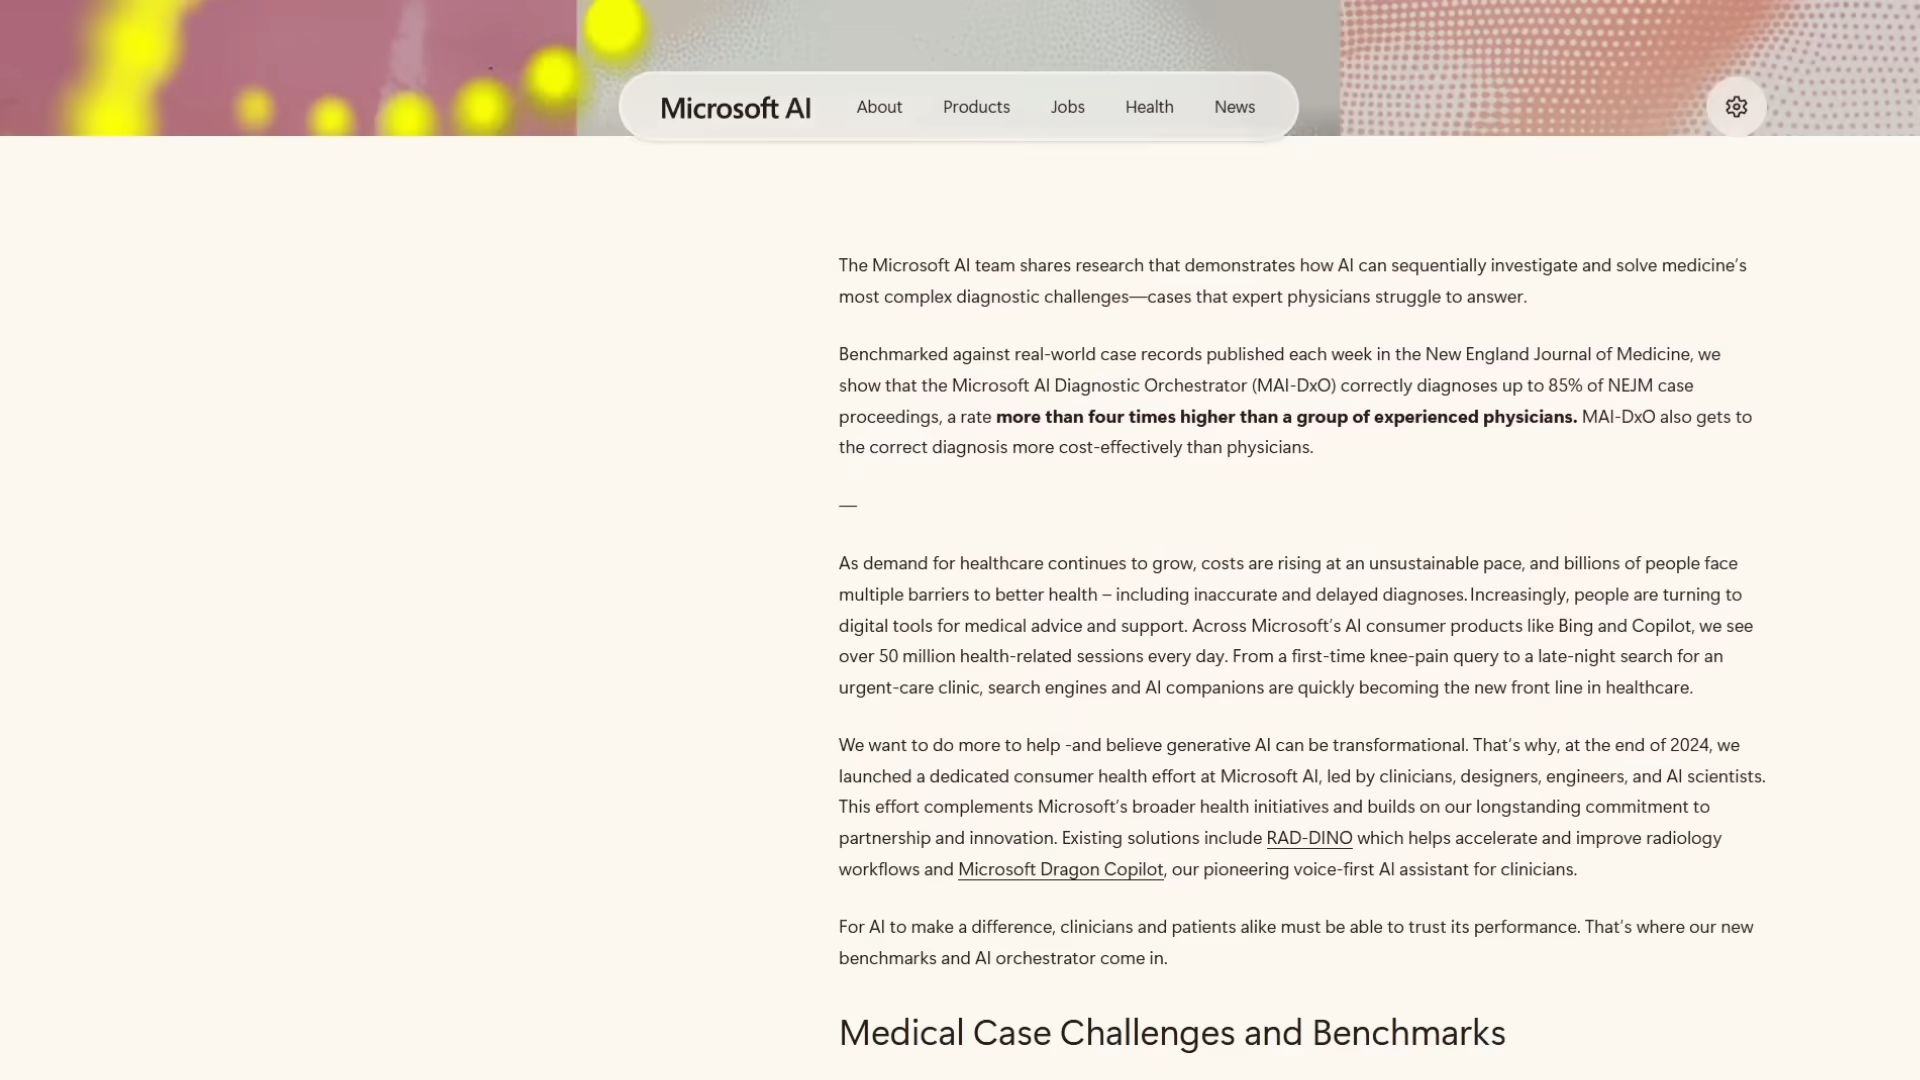 Microsoft AI
About
Products
Jobs
Health
News
The Microsoft AI team shares research that demonstrates how AI can sequentially investigate and solve medicine's
most complex diagnostic challenges—cases that expert physicians struggle to answer.
Benchmarked against real-world case records published each week in the New England Journal of Medicine, we
show that the Microsoft AI Diagnostic Orchestrator (MAI-DxO) correctly diagnoses up to 85% of NEJM case
proceedings, a rate more than four times higher than a group of experienced physicians. MAI-DxO also gets to
the correct diagnosis more cost-effectively than physicians.
—
As demand for healthcare continues to grow, costs are rising at an unsustainable pace, and billions of people face
multiple barriers to better health – including inaccurate and delayed diagnoses. Increasingly, people are turning to
digital tools for medical advice and support. Across Microsoft's AI consumer products like Bing and Copilot, we see
over 50 million health-related sessions every day. From a first-time knee-pain query to a late-night search for an
urgent-care clinic, search engines and AI companions are quickly becoming the new front line in healthcare.
We want to do more to help -and believe generative AI can be transformational. That's why, at the end of 2024, we
launched a dedicated consumer health effort at Microsoft AI, led by clinicians, designers, engineers, and AI scientists.
This effort complements Microsoft's broader health initiatives and builds on our longstanding commitment to
partnership and innovation. Existing solutions include RAD-DINO which helps accelerate and improve radiology
workflows and Microsoft Dragon Copilot, our pioneering voice-first AI assistant for clinicians.
For AI to make a difference, clinicians and patients alike must be able to trust its performance. That's where our new
benchmarks and AI orchestrator come in.
Medical Case Challenges and Benchmarks